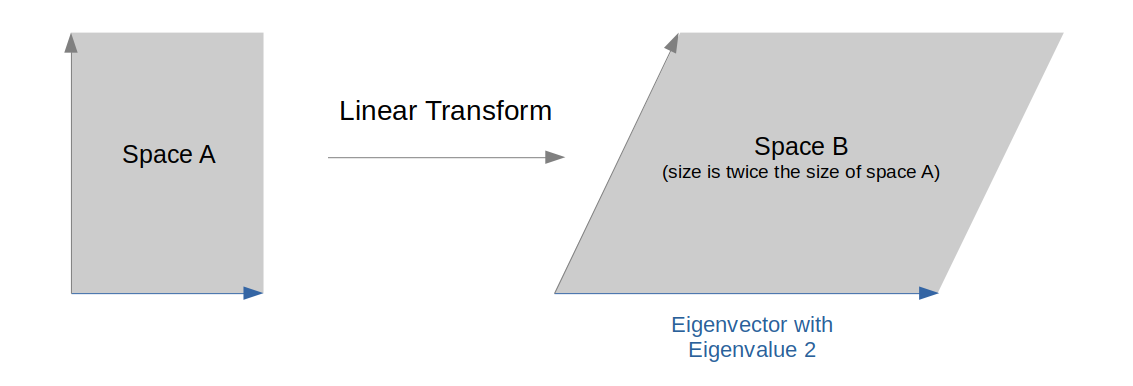 Linear Transform
Space A
Space B
(size is twice the size of space A)
Eigenvector with
Eigenvalue 2